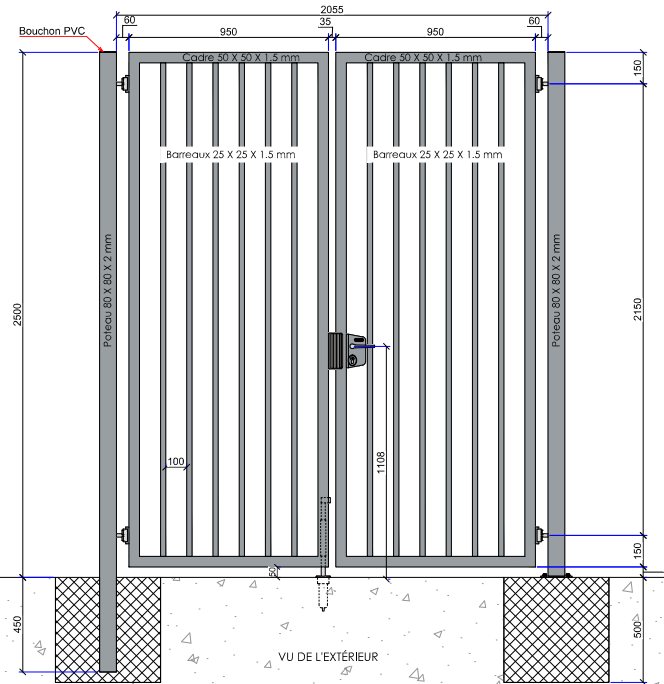 2055
60
35
60
950
950
Bouchon PVC
Cadre 50 X 50 X 1.5 mm
Cadre 50 X 50 X 1.5 mm
150
Barreaux 25 X 25 X 1.5 mm
Barreaux 25 X 25 X 1.5 mm
Poteau 80 X 80 X 2 mm
Poteau 80 X 80 X 2 mm
2500
2150
100
1108
150
50
450
500
VU DE L'EXTÉRIEUR